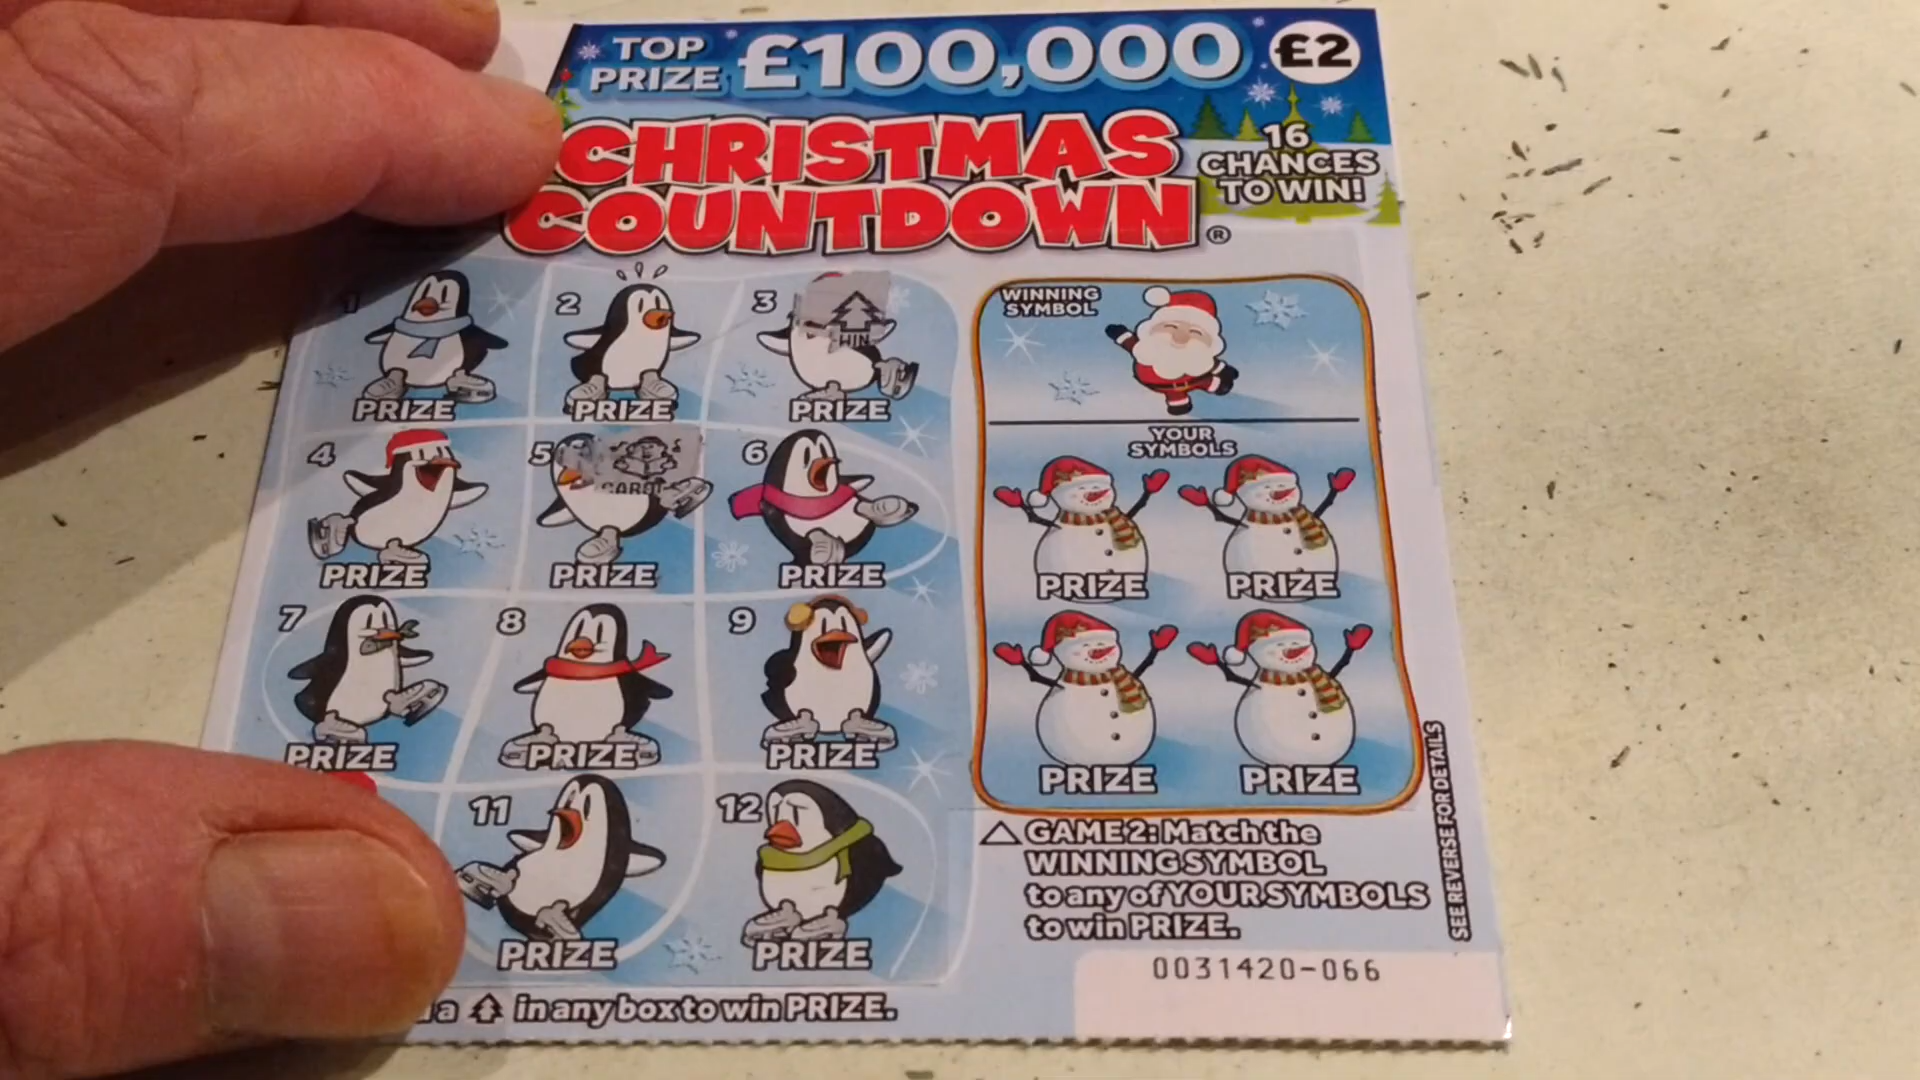 TOP PRIZE £100,000 £2
CHRISTMAS
COUNTDOWN®
16
CHANCES
TO WIN!
1 PRIZE
2 PRIZE
3 WIN PRIZE
4 PRIZE
5 CAROLS PRIZE
6 PRIZE
7 PRIZE
8 PRIZE
9 PRIZE
11 PRIZE
12 PRIZE
a in any box to win PRIZE.
WINNING
SYMBOL
YOUR
SYMBOLS
PRIZE PRIZE
PRIZE PRIZE
GAME 2: Match the
WINNING SYMBOL
to any of YOUR SYMBOLS
to win PRIZE.
SEE REVERSE FOR DETAILS
0031420-066